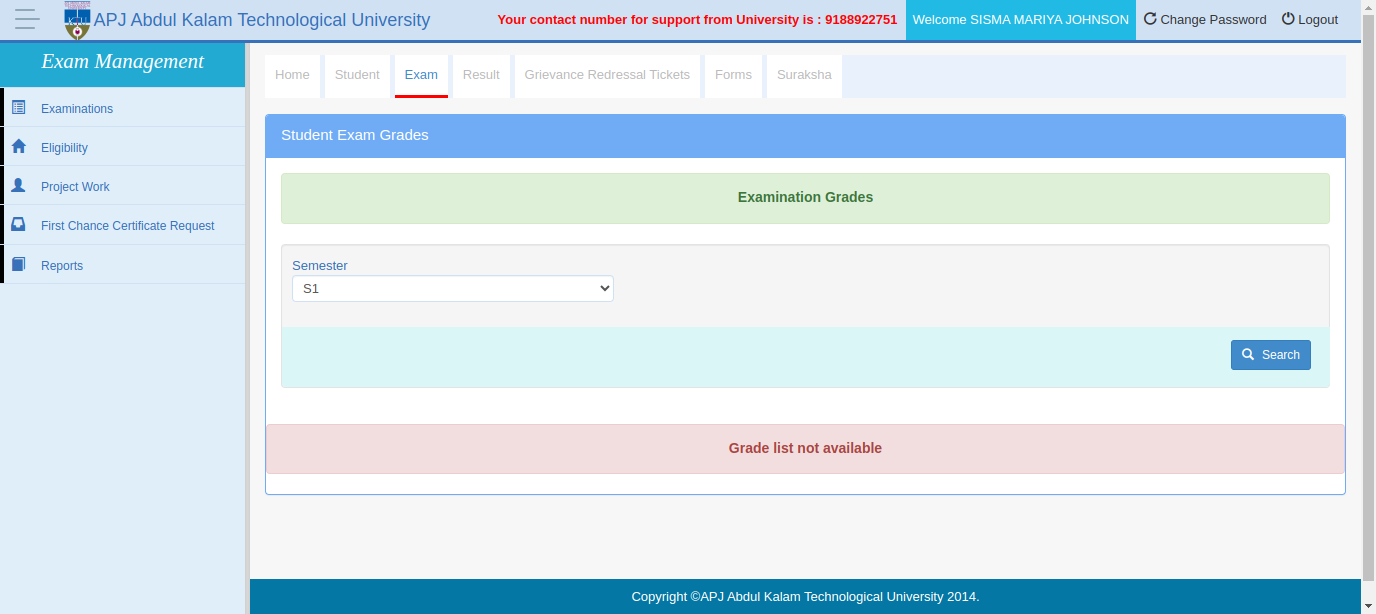 APJ Abdul Kalam Technological University
Your contact number for support from University is : 9188922751
Welcome SISMA MARIYA JOHNSON
Change Password
Logout
Exam Management
Examinations
Eligibility
Project Work
First Chance Certificate Request
Reports
Home
Student
Exam
Result
Grievance Redressal Tickets
Forms
Suraksha
Student Exam Grades
Examination Grades
Semester
S1
Search
Grade list not available
Copyright ©APJ Abdul Kalam Technological University 2014.